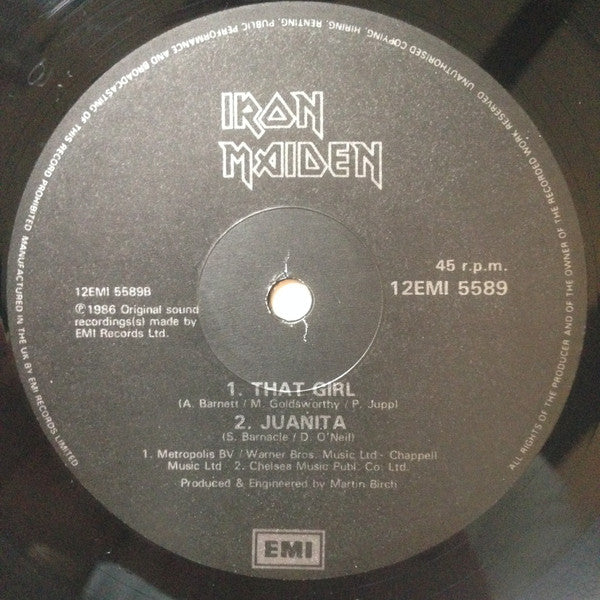 UNAUTHORISED COPYING, HIRING, RENTING, PUBLIC PERFORMANCE AND BROADCASTING OF THIS RECORD PROHIBITED. MANUFACTURED IN THE UK BY EMI RECORDS LIMITED
ALL RIGHTS OF THE PRODUCER AND OF THE OWNER OF THE RECORDED WORK RESERVED
IRON
MAIDEN
45 r.p.m.
12EMI 5589
12EMI 5589B
℗1986 Original sound
recordings(s) made by
EMI Records Ltd.
1. THAT GIRL
(A. Barnett / M. Goldsworthy / P. Jupp)
2. JUANITA
(S. Barnacle / D. O'Neil)
1. Metropolis BV / Warner Bros. Music Ltd - Chappell
Music Ltd 2. Chelsea Music Publ. Co. Ltd.
Produced & Engineered by Martin Birch
EMI